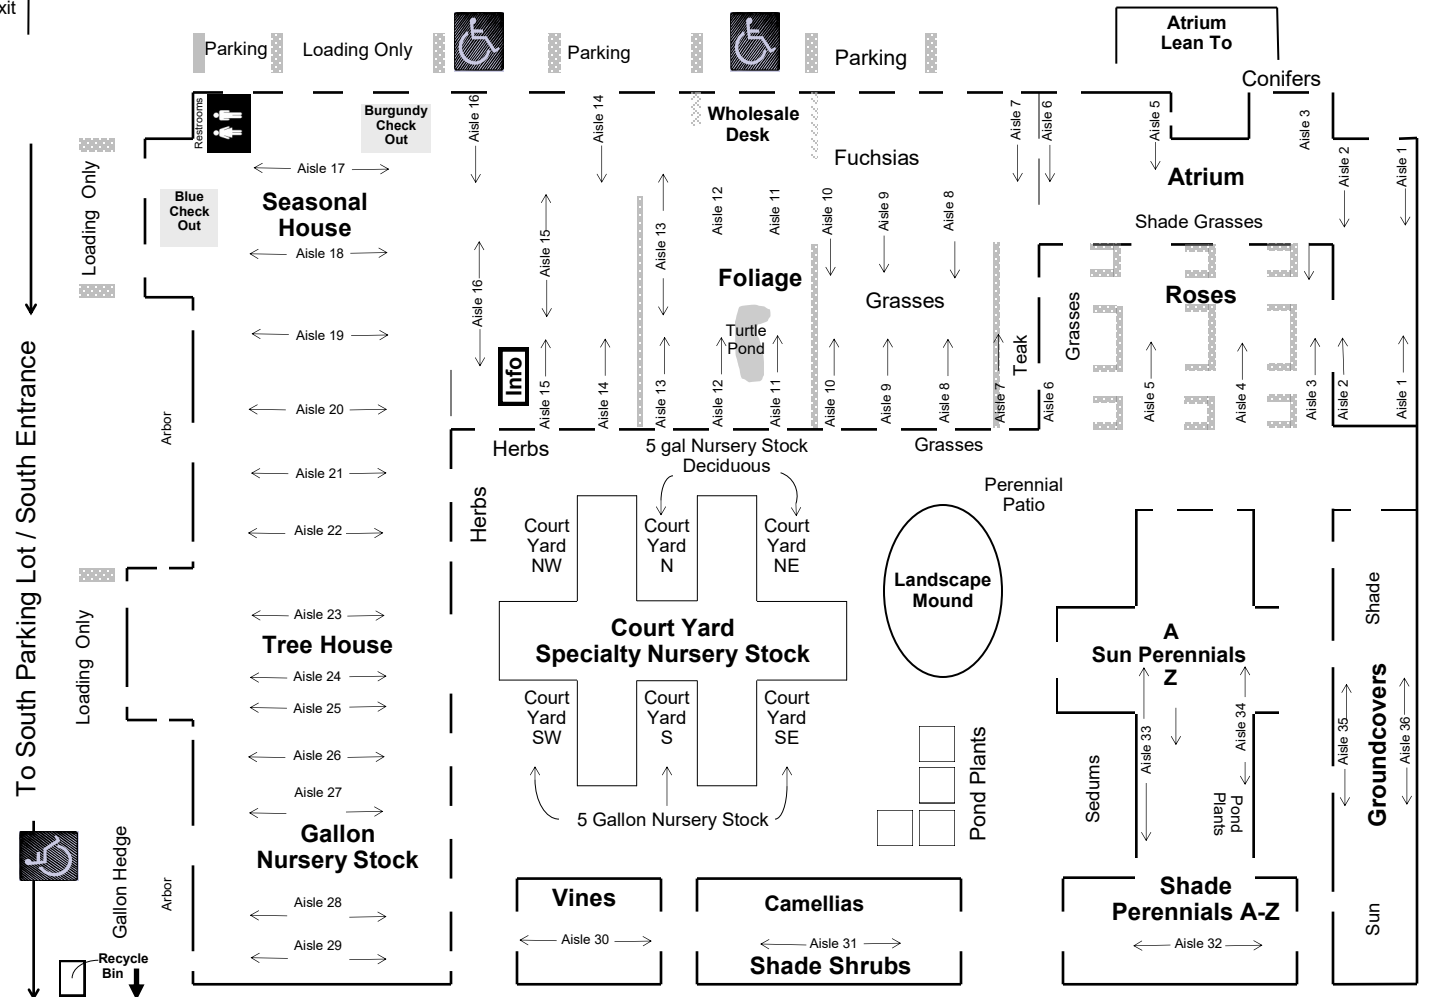 xit
Parking
Loading Only
Parking
Parking
Atrium
Lean To
Conifers
Restrooms
Burgundy
Check
Out
Aisle 16
Aisle 14
Wholesale
Desk
Fuchsias
Aisle 7
Aisle 6
Aisle 5
Aisle 3
Aisle 2
Aisle 1
Loading Only
Blue
Check
Out
Aisle 17
Seasonal
House
Aisle 18
Aisle 16
Aisle 15
Aisle 13
Aisle 12
Aisle 11
Aisle 10
Aisle 9
Aisle 8
Atrium
Shade Grasses
Foliage
Grasses
Roses
Turtle
Pond
Teak
Grasses
Aisle 19
Info
Aisle 20
Aisle 15
Aisle 14
Aisle 13
Aisle 12
Aisle 11
Aisle 10
Aisle 9
Aisle 8
Aisle 7
Aisle 6
Aisle 5
Aisle 4
Aisle 3
Aisle 2
Aisle 1
To South Parking Lot / South Entrance
Arbor
Herbs
5 gal Nursery Stock
Deciduous
Grasses
Aisle 21
Perennial
Patio
Herbs
Aisle 22
Court
Yard
NW
Court
Yard
N
Court
Yard
NE
Landscape
Mound
Shade
Loading Only
Aisle 23
Tree House
Court Yard
Specialty Nursery Stock
A
Sun Perennials
Z
Aisle 24
Aisle 25
Court
Yard
SW
Court
Yard
S
Court
Yard
SE
Aisle 33
Aisle 34
Aisle 35
Groundcovers
Aisle 36
Aisle 26
Aisle 27
Pond Plants
Sedums
Pond
Plants
5 Gallon Nursery Stock
Gallon
Nursery Stock
Gallon Hedge
Arbor
Vines
Camellias
Shade
Perennials A-Z
Sun
Aisle 28
Aisle 29
Aisle 30
Aisle 31
Shade Shrubs
Aisle 32
Recycle
Bin